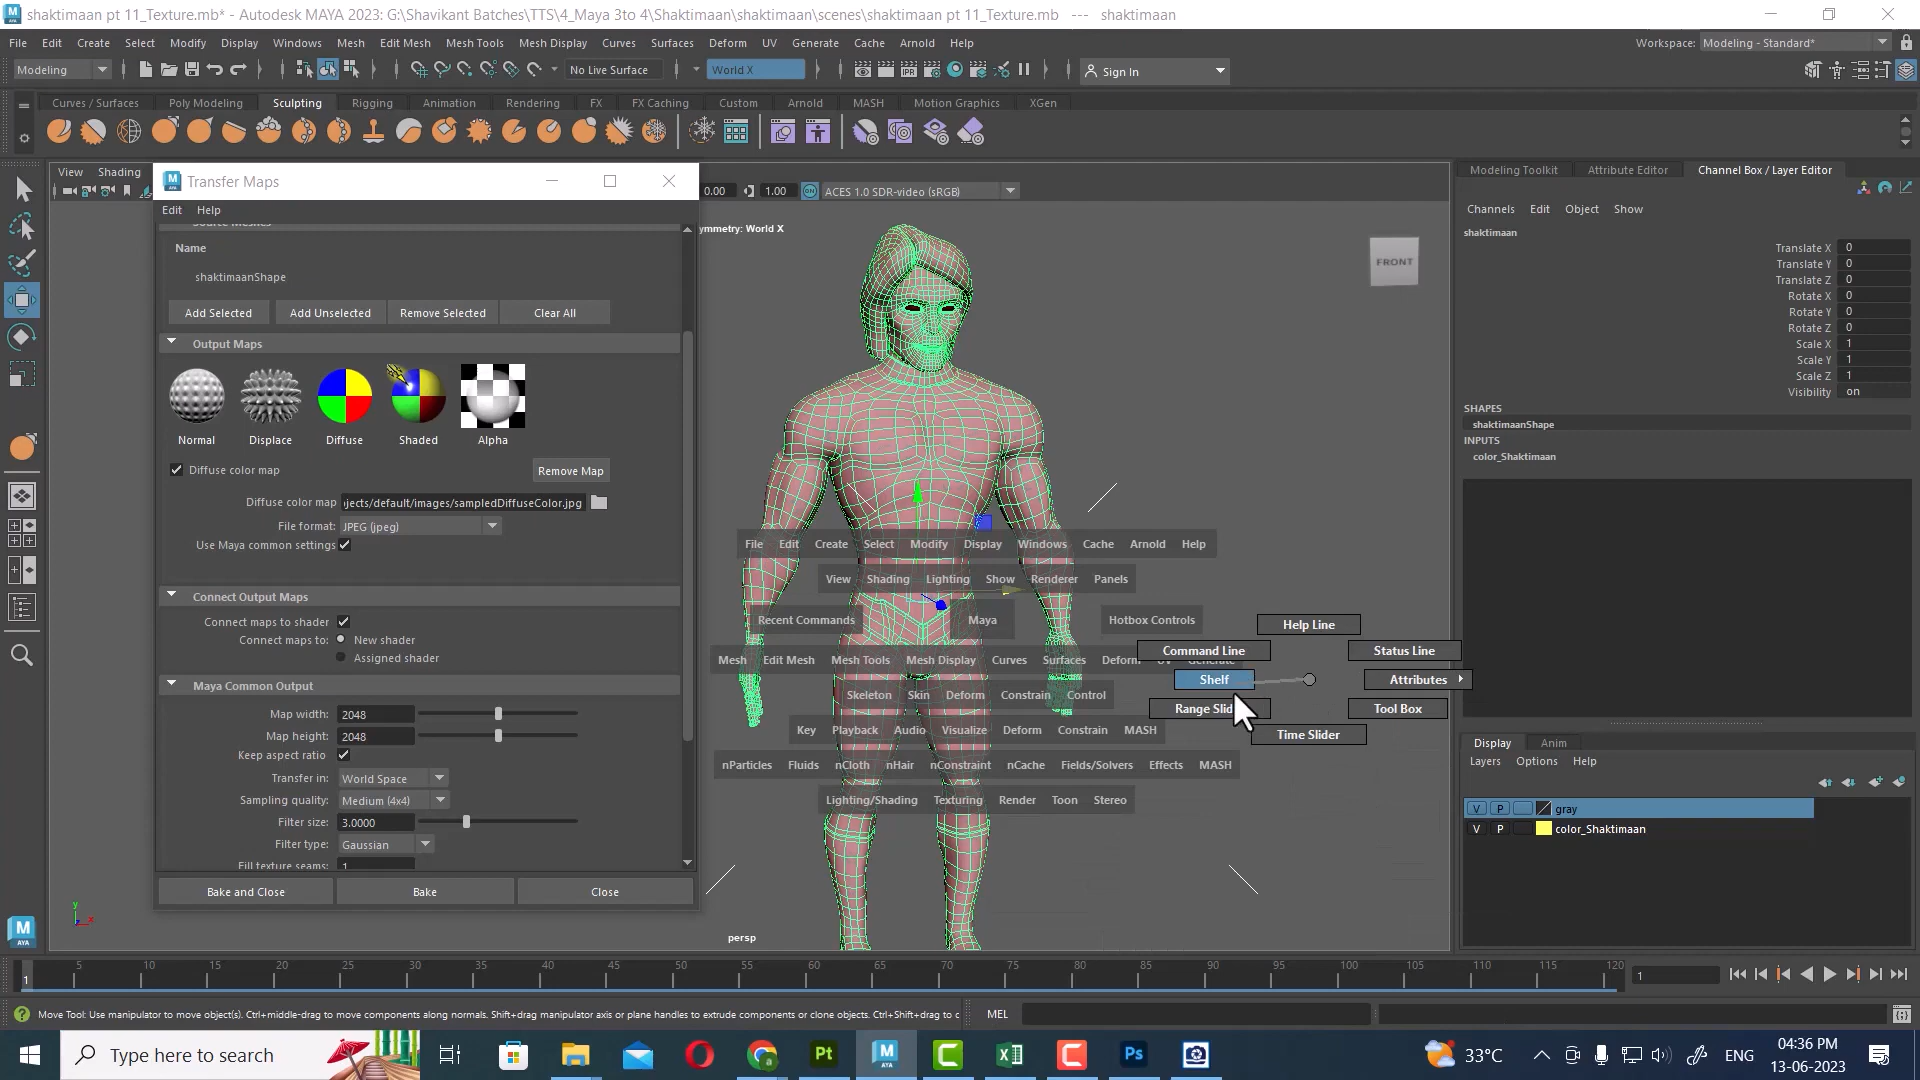 shaktimaan pt 11_Texture.mb* - Autodesk MAYA 2023: G:\Shavikant Batches\TTS\4_Maya 3to 4\Shaktimaan\shaktimaan\scenes\shaktimaan pt 11_Texture.mb --- shaktimaan
File Edit Create Select Modify Display Windows Mesh Edit Mesh Mesh Tools Mesh Display Curves Surfaces Deform UV Generate Cache Arnold Help
Workspace: Modeling - Standard*
Modeling
No Live Surface
World X
Sign In
Curves / Surfaces Poly Modeling Sculpting Rigging Animation Rendering FX FX Caching Custom Arnold MASH Motion Graphics XGen
View Shading
Transfer Maps
0.00 1.00 ACES 1.0 SDR-video (sRGB)
Modeling Toolkit Attribute Editor Channel Box / Layer Editor
Edit Help
Channels Edit Object Show
ymmetry: World X
Name
shaktimaanShape
Add Selected Add Unselected Remove Selected Clear All
Output Maps
Normal Displace Diffuse Shaded Alpha
Diffuse color map Remove Map
Diffuse color map jects/default/images/sampledDiffuseColor.jpg
File format: JPEG (jpeg)
Use Maya common settings
Connect Output Maps
Connect maps to shader
Connect maps to: New shader
Assigned shader
Maya Common Output
Map width: 2048
Map height: 2048
Keep aspect ratio
Transfer in: World Space
Sampling quality: Medium (4x4)
Filter size: 3.0000
Filter type: Gaussian
Fill texture seams: 1
Bake and Close Bake Close
FRONT
File Edit Create Select Modify Display Windows Cache Arnold Help
View Shading Lighting Show Renderer Panels
Recent Commands Maya Hotbox Controls
Mesh Edit Mesh Mesh Tools Mesh Display Curves Surfaces Deform UV Generate
Skeleton Skin Deform Constrain Control
Key Playback Audio Visualize Deform Constrain MASH
nParticles Fluids nCloth nHair nConstraint nCache Fields/Solvers Effects MASH
Lighting/Shading Texturing Render Toon Stereo
Help Line
Command Line Status Line
Shelf Attributes
Range Slid Tool Box
Time Slider
persp
shaktimaan
Translate X 0
Translate Y 0
Translate Z 0
Rotate X 0
Rotate Y 0
Rotate Z 0
Scale X 1
Scale Y 1
Scale Z 1
Visibility on
SHAPES
shaktimaanShape
INPUTS
color_Shaktimaan
Display Anim
Layers Options Help
V P gray
V P color_Shaktimaan
y
x
5 10 15 20 25 30 35 40 45 50 55 60 65 70 75 80 85 90 95 100 105 110 115 120
1
1
Move Tool: Use manipulator to move object(s). Ctrl+middle-drag to move components along normals. Shift+drag manipulator axis or plane handles to extrude components or clone objects. Ctrl+Shift+drag to c
MEL
Type here to search
33°C
ENG
04:36 PM
13-06-2023